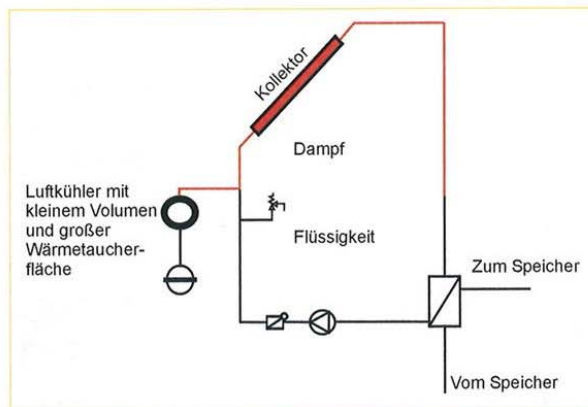 Kollektor
Dampf
Luftkühler mit
kleinem Volumen
und großer
Wärmetaucher-
fläche
Flüssigkeit
Zum Speicher
Vom Speicher